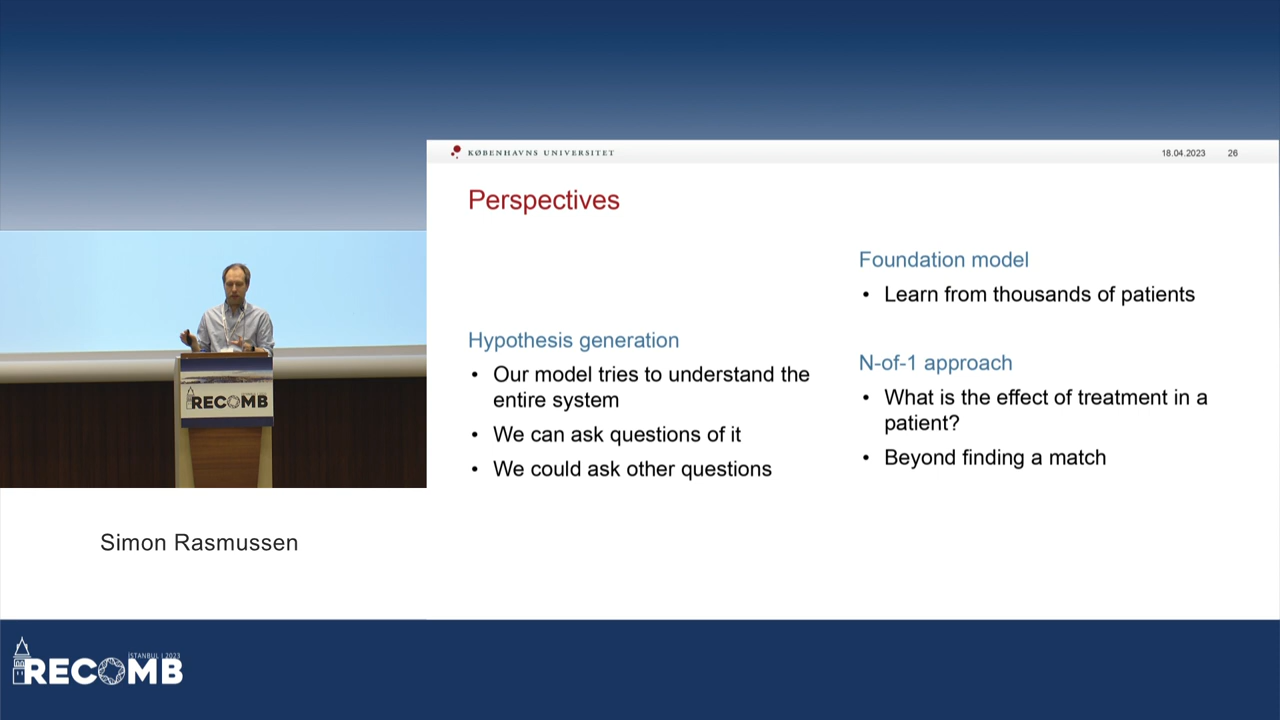 KØBENHAVNS UNIVERSITET
18.04.2023
26
Perspectives
Hypothesis generation
• Our model tries to understand the
entire system
• We can ask questions of it
• We could ask other questions
Foundation model
• Learn from thousands of patients
N-of-1 approach
• What is the effect of treatment in a
patient?
• Beyond finding a match
RECOMB
Simon Rasmussen
İSTANBUL | 2023
RECOMB